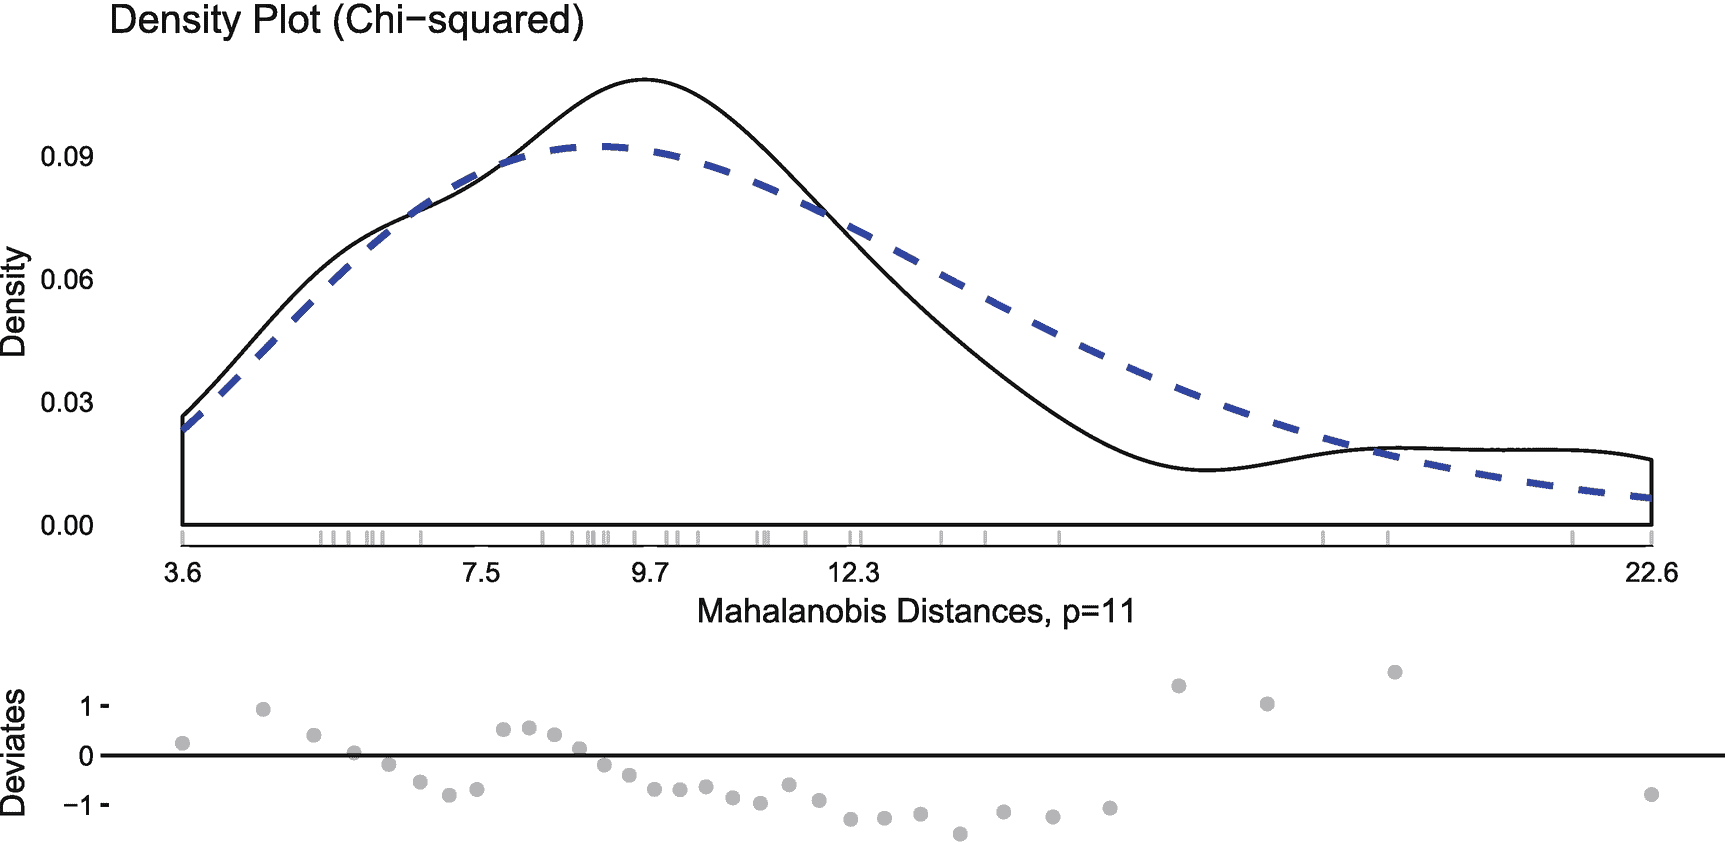 Density Plot (Chi−squared)
Density
0.09
0.06
0.03
0.00
3.6 7.5 9.7 12.3 22.6
Mahalanobis Distances, p=11
Deviates
1
0
−1